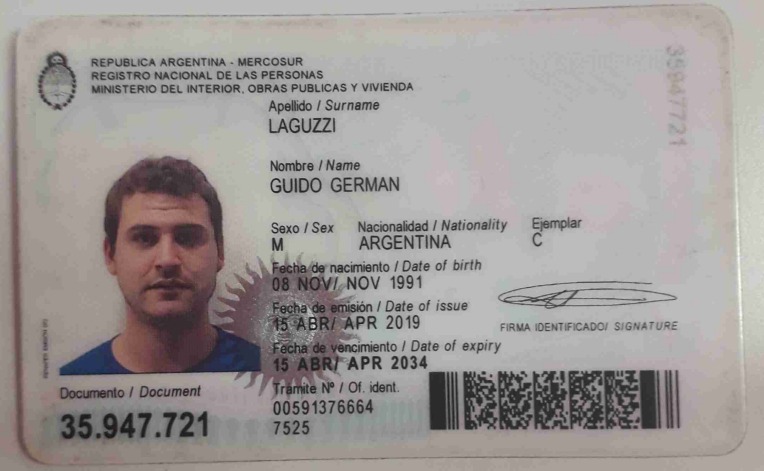 REPUBLICA ARGENTINA - MERCOSUR
REGISTRO NACIONAL DE LAS PERSONAS
MINISTERIO DEL INTERIOR, OBRAS PUBLICAS Y VIVIENDA
Apellido / Surname
LAGUZZI
Nombre / Name
GUIDO GERMAN
Sexo / Sex Nacionalidad / Nationality Ejemplar
M ARGENTINA C
Fecha de nacimiento / Date of birth
08 NOV/ NOV 1991
Fecha de emisión / Date of issue
15 ABR/ APR 2019
FIRMA IDENTIFICADO/ SIGNATURE
Fecha de vencimiento / Date of expiry
15 ABR/ APR 2034
Documento / Document
35.947.721
Trámite Nº / Of. ident.
00591376664
7525
35947721